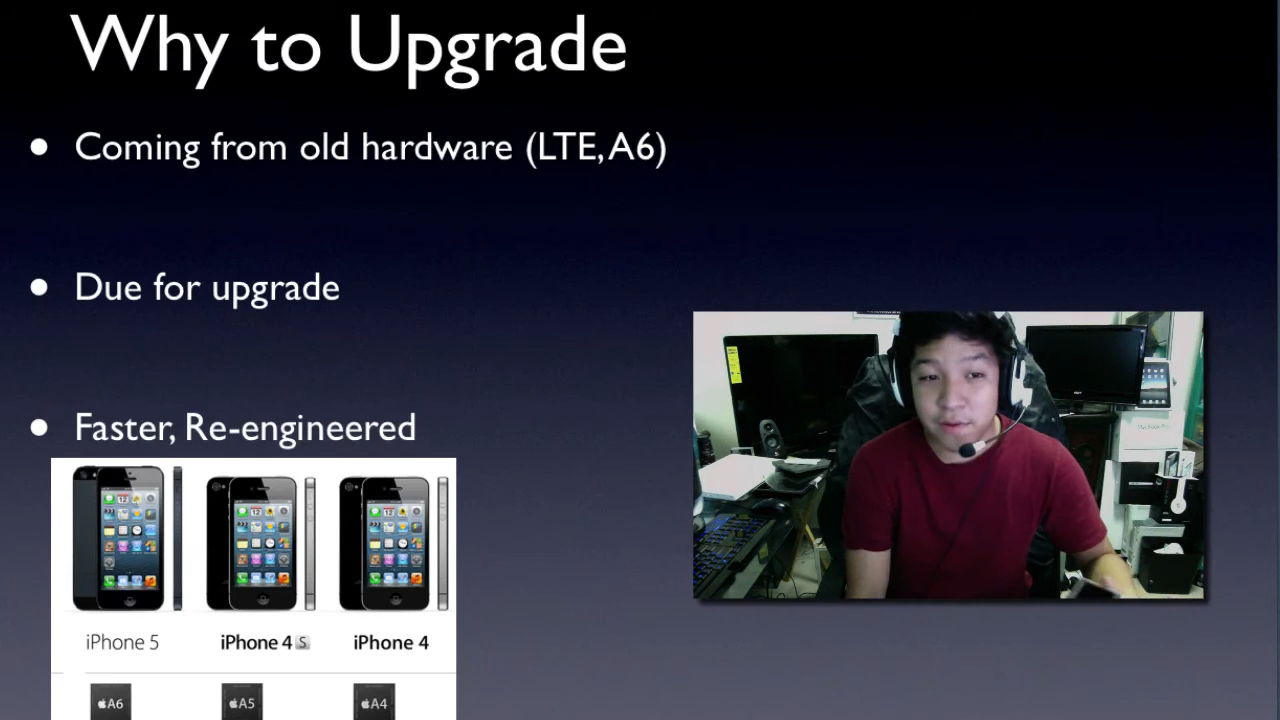 Why to Upgrade
• Coming from old hardware (LTE, A6)
• Due for upgrade
• Faster, Re-engineered
iPhone 5
iPhone 4 S
iPhone 4
A6
A5
A4